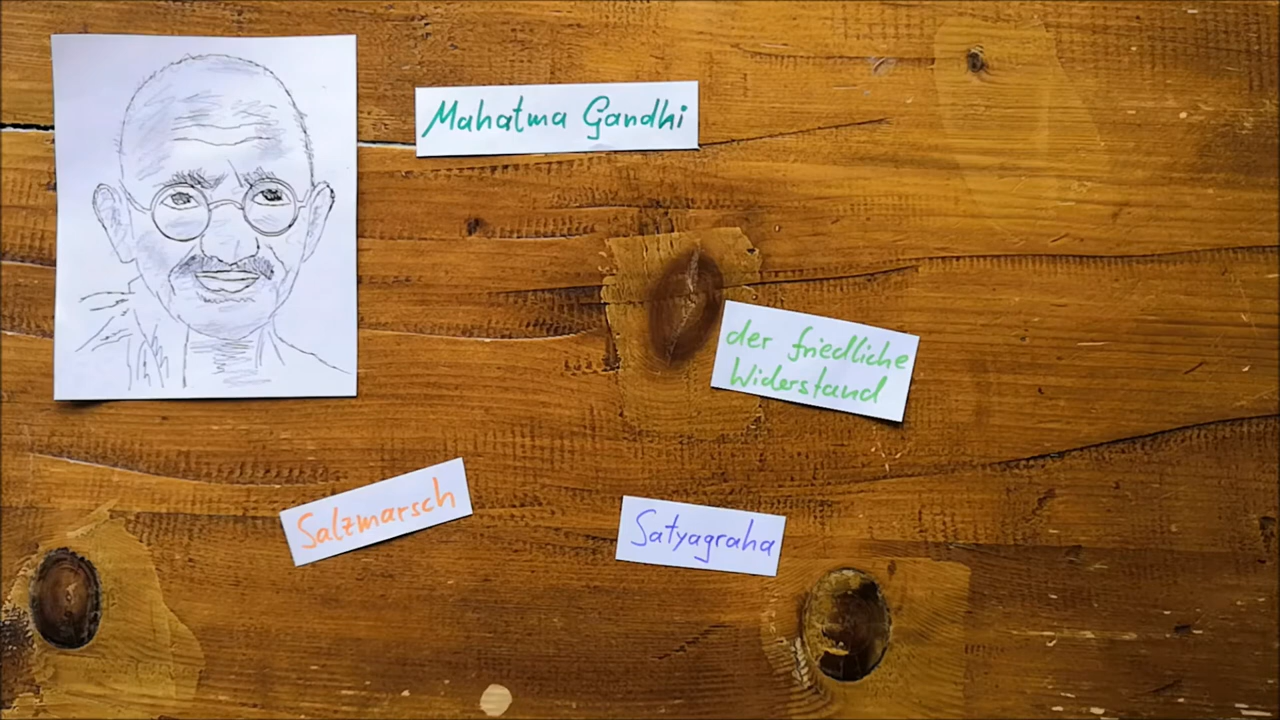 Mahatma Gandhi
der friedliche
Widerstand
Salzmarsch
Satyagraha